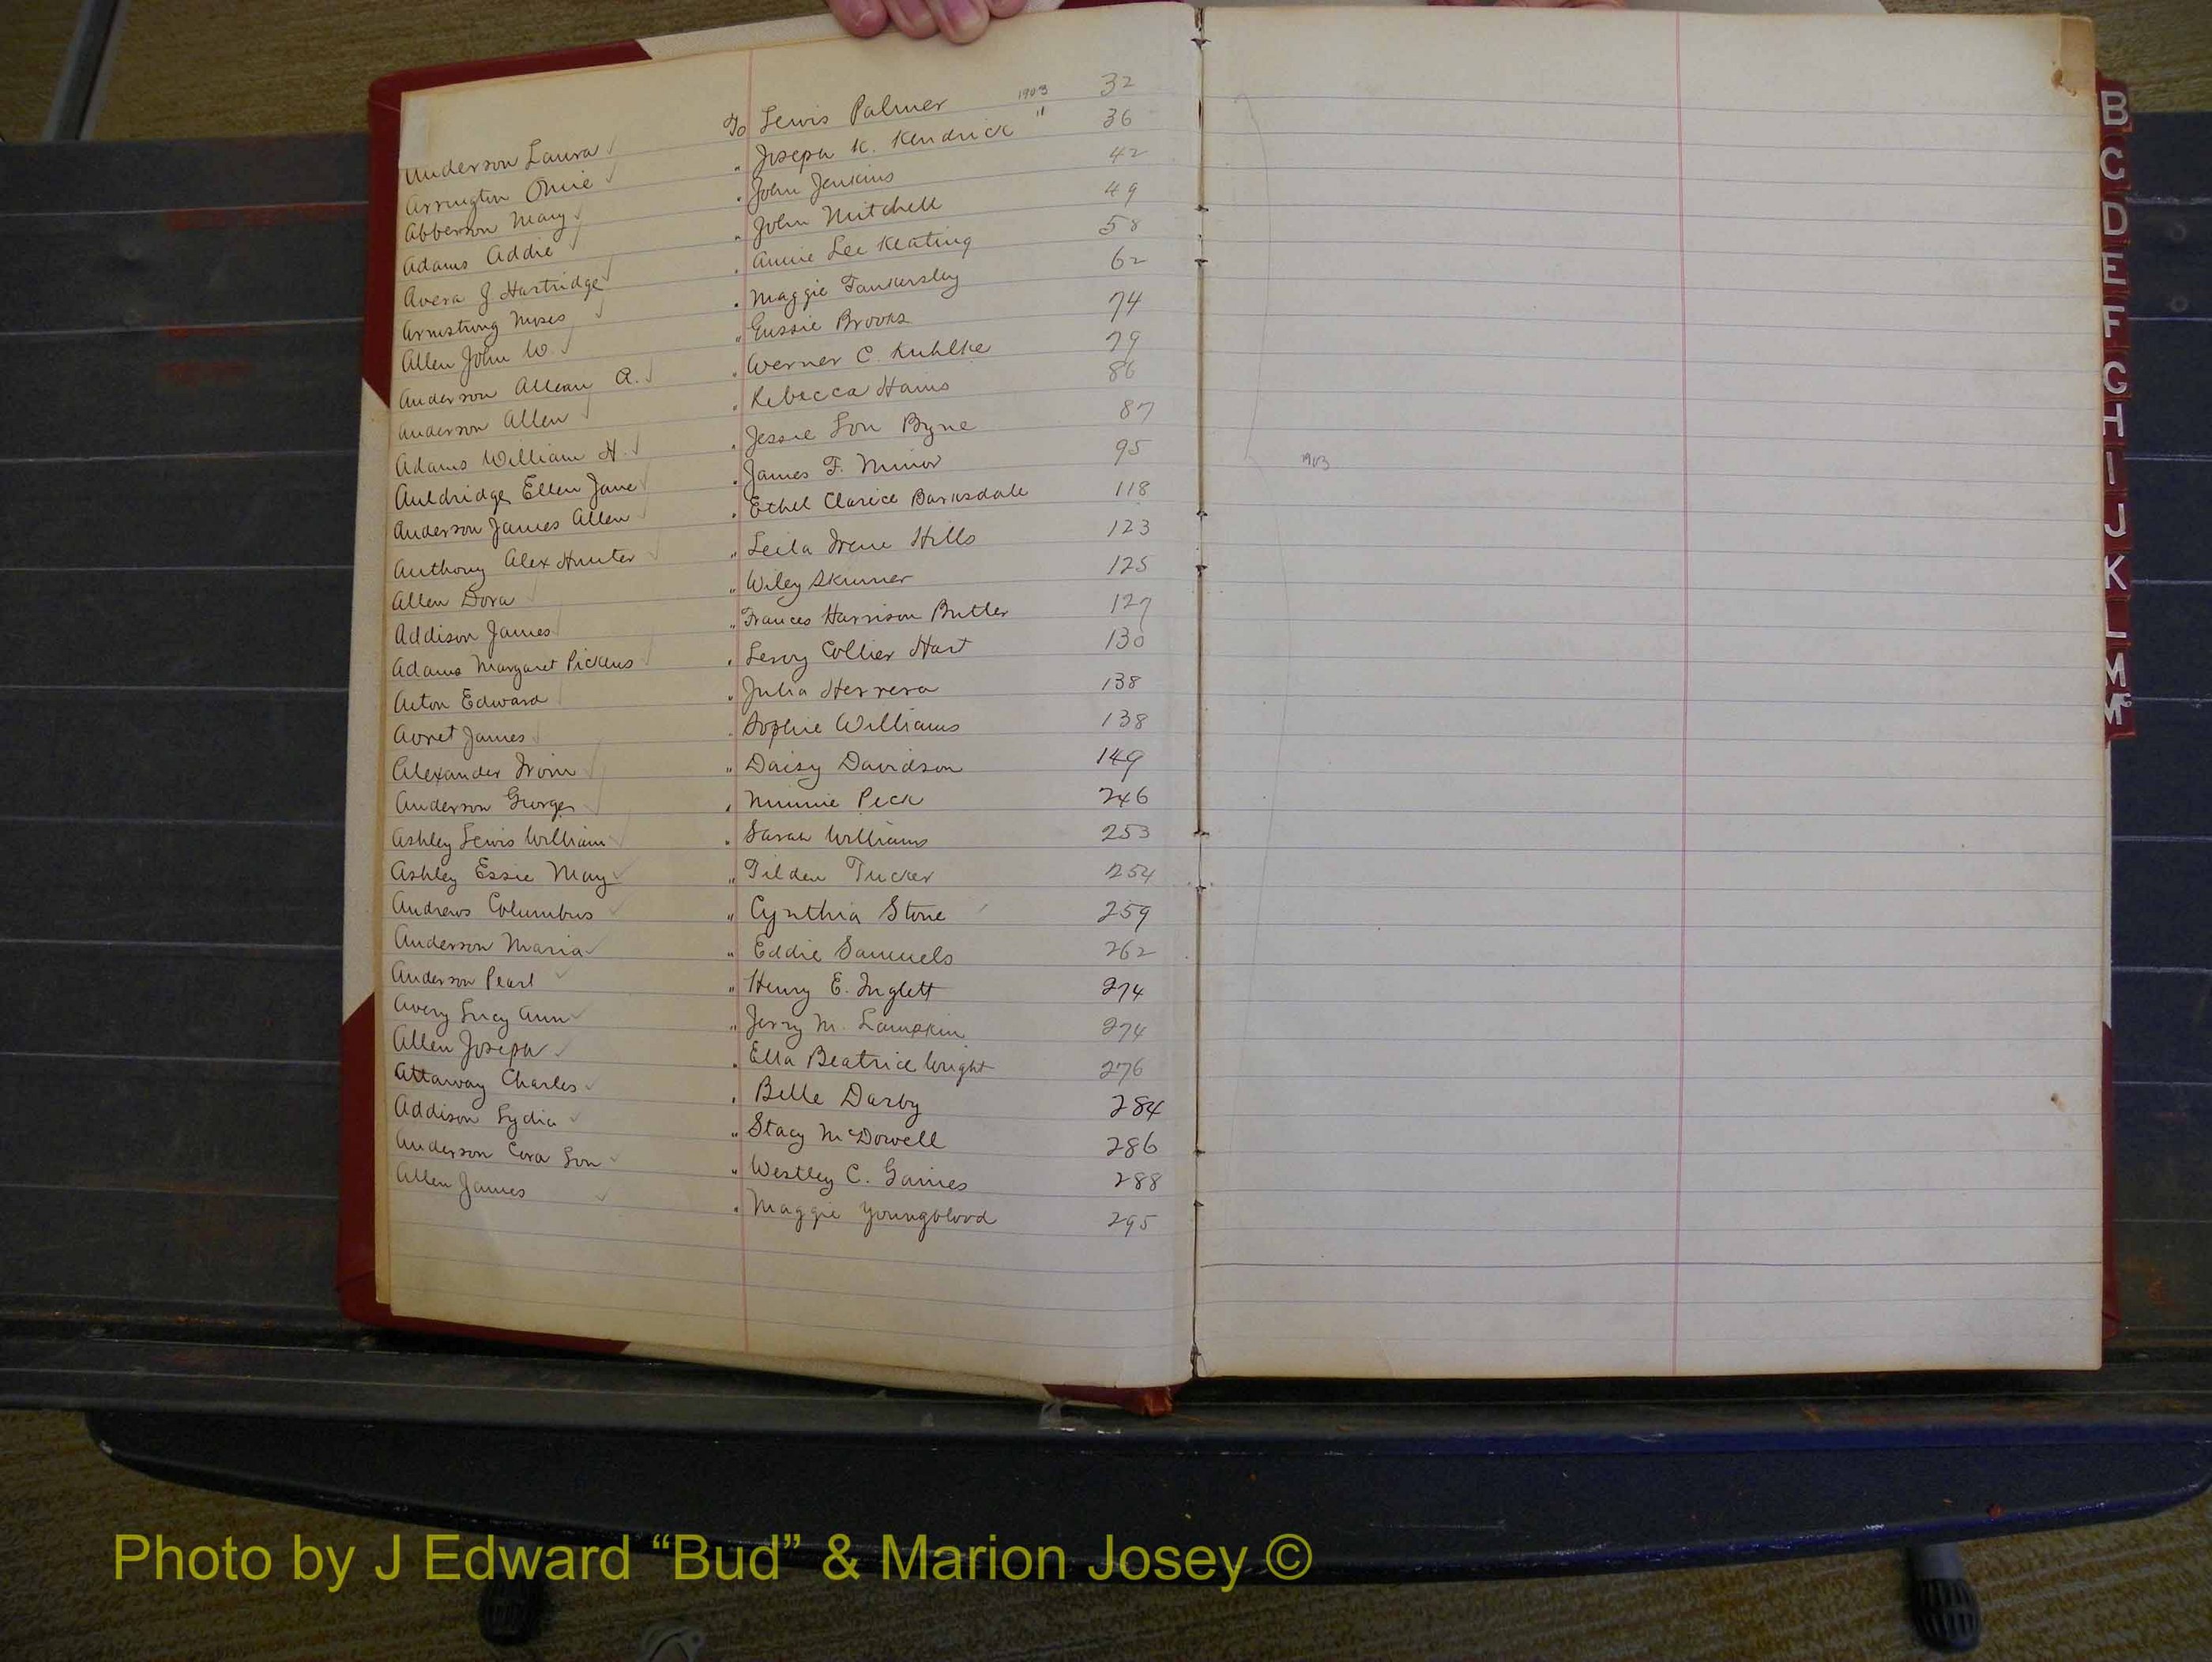 Anderson Laura ✓ To Lewis Palmer 1903 32
Arrington Omie ✓ " Joseph K. Kendrick " 36
Abberson Mary ✓ " John Jenkins 42
Adams Addie ✓ " John Mitchell 49
Avera J Hartridge ✓ " Annie Lee Keating 58
Armstrong Moses ✓ " Maggie Tankersley 62
Allen John W. ✓ " Gussie Brooks 74
Anderson A. ✓ " Werner C. Kuhlke 79
Anderson Allen ✓ " Rebecca Hains 86
Adams William H. ✓ " Jessie Lou Byne 87
Auldridge Ellen Jane ✓ " James F. Minor 95
Anderson James Allen ✓ " Ethel Clarice Barksdale 118
Anthony Alex Hunter ✓ " Leila Irene Hills 123
Allen Dora ✓ " Wiley Skinner 125
Addison James ✓ " Frances Harrison Butler 127
Adams Margaret Pickens ✓ " Leroy Collier Hart 130
Acton Edward ✓ " Julia Herrera 138
Avret James ✓ " Sophie Williams 138
Alexander Irvin ✓ " Daisy Davidson 149
Anderson George ✓ " Minnie Peck 246
Ashley Lewis William ✓ " Sarah Williams 253
Ashley Essie May ✓ " Tilden Tucker 254
Andrews Columbus ✓ " Cynthia Stone 259
Anderson Maria ✓ " Eddie Samuels 262
Anderson Pearl ✓ " Henry E. Inglett 274
Avery Lucy Ann ✓ " Jerry M. Lampkin 274
Allen Joseph ✓ " Ella Beatrice Wright 276
Attaway Charles ✓ " Belle Darby 284
Addison Lydia ✓ " Stacy McDowell 286
Anderson Cora Lou ✓ " Westley C. Gaines 288
Allen James ✓ " Maggie Youngblood 295
1903
B
C
D
E
F
G
H
I
J
K
L
M
Mc
Photo by J Edward “Bud” & Marion Josey ©